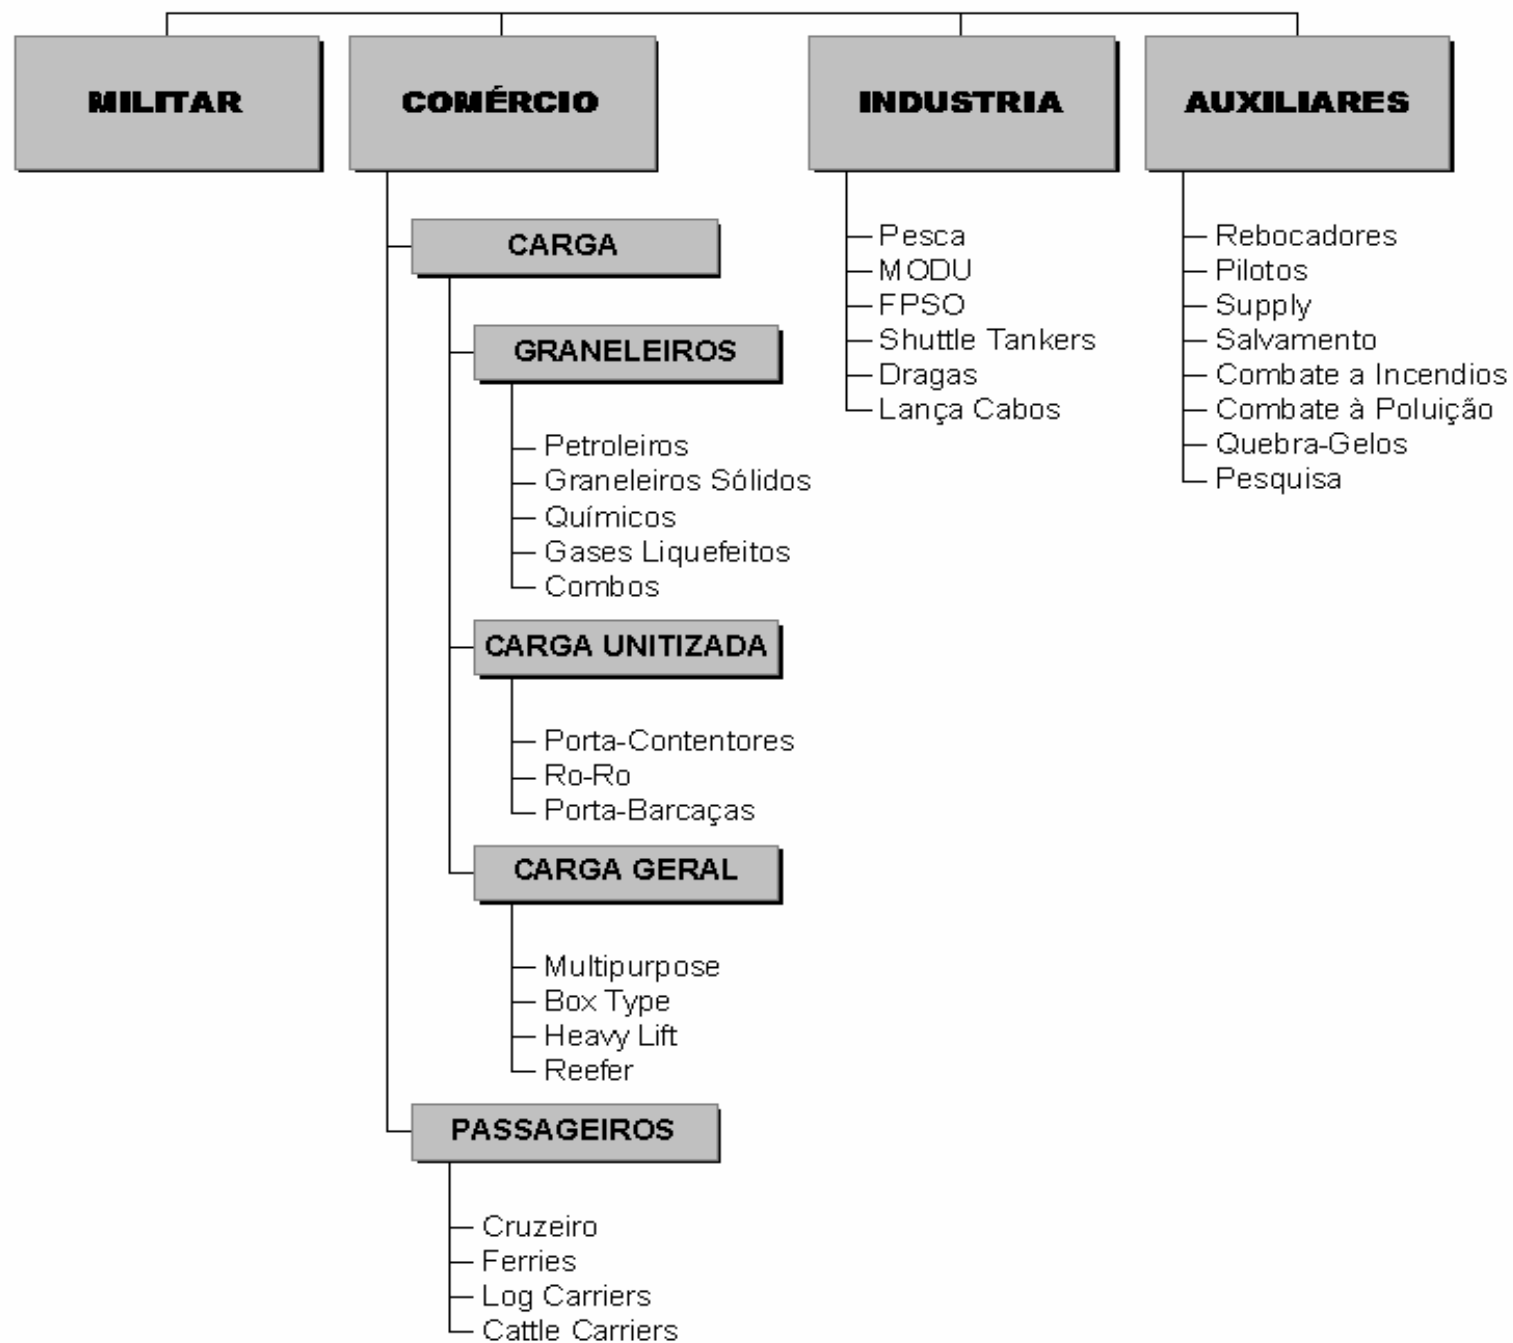 MILITAR
COMÉRCIO
INDUSTRIA
AUXILIARES
CARGA
GRANELEIROS
Petroleiros
Graneleiros Sólidos
Químicos
Gases Liquefeitos
Combos
CARGA UNITIZADA
Porta-Contentores
Ro-Ro
Porta-Barcaças
CARGA GERAL
Multipurpose
Box Type
Heavy Lift
Reefer
PASSAGEIROS
Cruzeiro
Ferries
Log Carriers
Cattle Carriers
Pesca
MODU
FPSO
Shuttle Tankers
Dragas
Lança Cabos
Rebocadores
Pilotos
Supply
Salvamento
Combate a Incendios
Combate à Poluição
Quebra-Gelos
Pesquisa